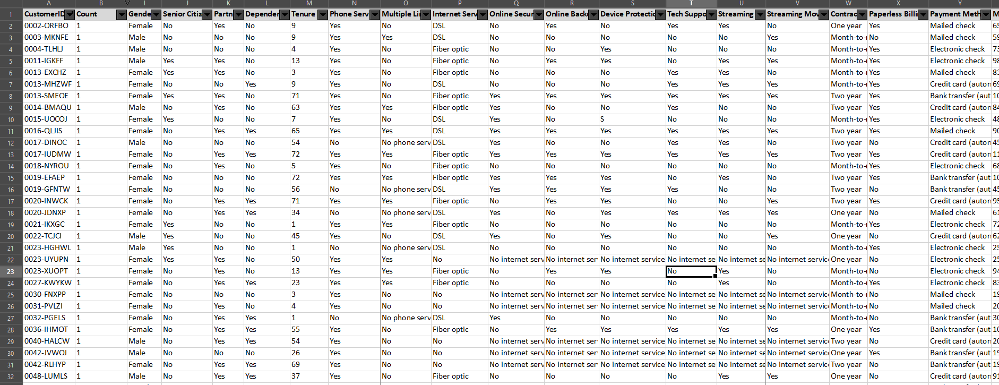 A B I J K L M N O P Q R S T U V W X Y
1 CustomerID Count Gende Senior Citiz Partn Depender Tenure Phone Serv Multiple Lin Internet Serv Online Secur Online Back Device Protectio Tech Suppo Streaming Streaming Mov Contrac Paperless Billi Payment Meth M
2 0002-ORFBO 1 Female No Yes No 9 Yes No DSL No Yes No Yes Yes No One year Yes Mailed check 65
3 0003-MKNFE 1 Male No No No 9 Yes Yes DSL No No No No No Yes Month-to- No Mailed check 59
4 0004-TLHLJ 1 Male No No No 4 Yes No Fiber optic No No Yes No No No Month-to- Yes Electronic check 73
5 0011-IGKFF 1 Male Yes Yes No 13 Yes No Fiber optic No Yes Yes No Yes Yes Month-to- Yes Electronic check 98
6 0013-EXCHZ 1 Female Yes Yes No 3 Yes No Fiber optic No No No Yes Yes No Month-to- Yes Mailed check 83
7 0013-MHZWF 1 Female No No Yes 9 Yes No DSL No No No Yes Yes Yes Month-to- Yes Credit card (auton 69
8 0013-SMEOE 1 Female Yes Yes No 71 Yes No Fiber optic Yes Yes Yes Yes Yes Yes Two year Yes Bank transfer (aut 10
9 0014-BMAQU 1 Male No Yes No 63 Yes Yes Fiber optic Yes No No Yes No No Two year Yes Credit card (auton 84
10 0015-UOCOJ 1 Female Yes No No 7 Yes No DSL Yes No S No No No Month-to- Yes Electronic check 48
11 0016-QLJIS 1 Female No Yes Yes 65 Yes Yes DSL Yes Yes Yes Yes Yes Yes Two year Yes Mailed check 90
12 0017-DINOC 1 Male No No No 54 No No phone serv DSL Yes No No Yes Yes No Two year No Credit card (auton 45
13 0017-IUDMW 1 Female No Yes Yes 72 Yes Yes Fiber optic Yes Yes Yes Yes Yes Yes Two year Yes Credit card (auton 11
14 0018-NYROU 1 Female No Yes No 5 Yes No Fiber optic No No No No No No Month-to- Yes Electronic check 68
15 0019-EFAEP 1 Female No No No 72 Yes Yes Fiber optic Yes Yes Yes No Yes No Two year Yes Bank transfer (aut 10
16 0019-GFNTW 1 Female No No No 56 No No phone serv DSL Yes Yes Yes Yes No No Two year No Bank transfer (aut 45
17 0020-INWCK 1 Female No Yes Yes 71 Yes Yes Fiber optic No Yes Yes No No Yes Two year Yes Credit card (auton 95
18 0020-JDNXP 1 Female No Yes Yes 34 No No phone serv DSL Yes No Yes Yes Yes Yes One year No Mailed check 61
19 0021-IKXGC 1 Female Yes No No 1 Yes Yes Fiber optic No No No No No No Month-to- Yes Electronic check 72
20 0022-TCJCI 1 Male Yes No No 45 Yes No DSL Yes No Yes No No Yes One year No Credit card (auton 62
21 0023-HGHWL 1 Male Yes No No 1 No No phone serv DSL No No No No No No Month-to- Yes Electronic check 25
22 0023-UYUPN 1 Female Yes Yes No 50 Yes Yes No No internet serv No internet ser No internet service No internet se No internet se No internet servic One year No Electronic check 25
23 0023-XUOPT 1 Female No Yes No 13 Yes Yes Fiber optic No Yes Yes No Yes No Month-to- Yes Electronic check 94
24 0027-KWYKW 1 Female No Yes Yes 23 Yes Yes Fiber optic No No No No Yes No Month-to- Yes Electronic check 83
25 0030-FNXPP 1 Female No No No 3 Yes No No No internet serv No internet ser No internet service No internet se No internet se No internet servic Month-to- No Mailed check 19
26 0031-PVLZI 1 Female No Yes No 4 Yes No No No internet serv No internet ser No internet service No internet se No internet se No internet servic Month-to- No Mailed check 20
27 0032-PGELS 1 Female No Yes Yes 1 No No phone serv DSL Yes No No No No No Month-to- No Bank transfer (aut 30
28 0036-IHMOT 1 Female No Yes Yes 55 Yes No Fiber optic No Yes Yes Yes Yes Yes One year Yes Bank transfer (aut 10
29 0040-HALCW 1 Male No Yes Yes 54 Yes No No No internet serv No internet ser No internet service No internet se No internet se No internet servic Two year No Credit card (auton 20
30 0042-JVWOJ 1 Male No No No 26 Yes No No No internet serv No internet ser No internet service No internet se No internet se No internet servic One year Yes Bank transfer (aut 19
31 0042-RLHYP 1 Female No Yes Yes 69 Yes No No No internet serv No internet ser No internet service No internet se No internet se No internet servic Two year No Bank transfer (aut 19
32 0048-LUMLS 1 Male No Yes Yes 37 Yes No Fiber optic No No No No Yes Yes One year No Credit card (auton 91